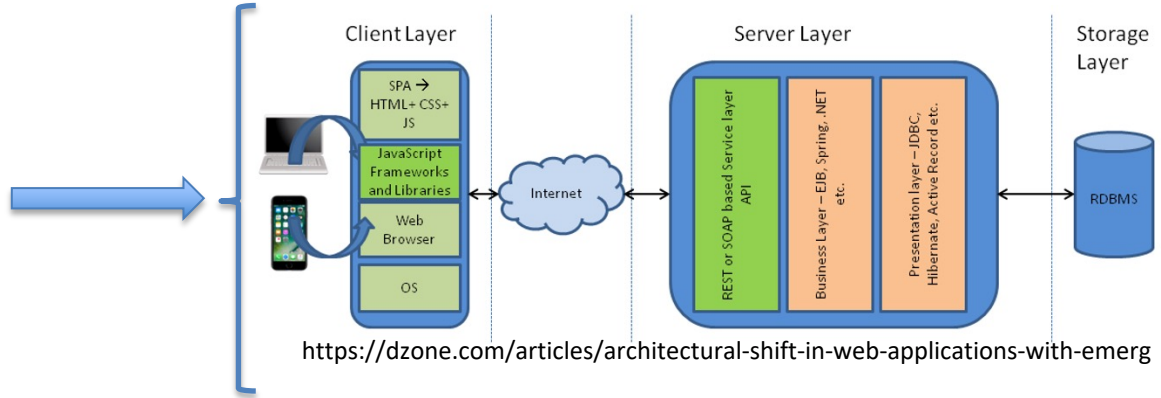 Client Layer
Server Layer
Storage
Layer
SPA →
HTML+ CSS+
JS
JavaScript
Frameworks
and Libraries
Web
Browser
OS
Internet
REST or SOAP based Service layer
API
Business Layer – EJB, Spring, .NET
etc.
Presentation layer – JDBC,
Hibernate, Active Record etc.
RDBMS
https://dzone.com/articles/architectural-shift-in-web-applications-with-emerg